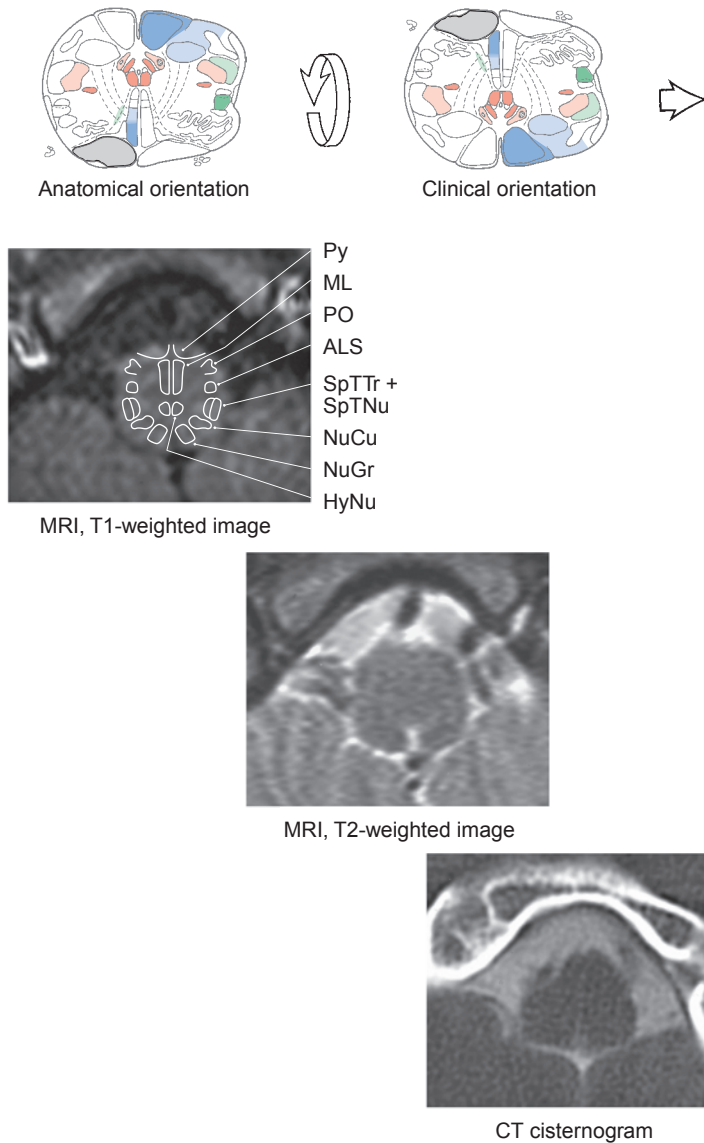 Anatomical orientation
Clinical orientation
Py
ML
PO
ALS
SpTTr +
SpTNu
NuCu
NuGr
HyNu
MRI, T1-weighted image
MRI, T2-weighted image
CT cisternogram